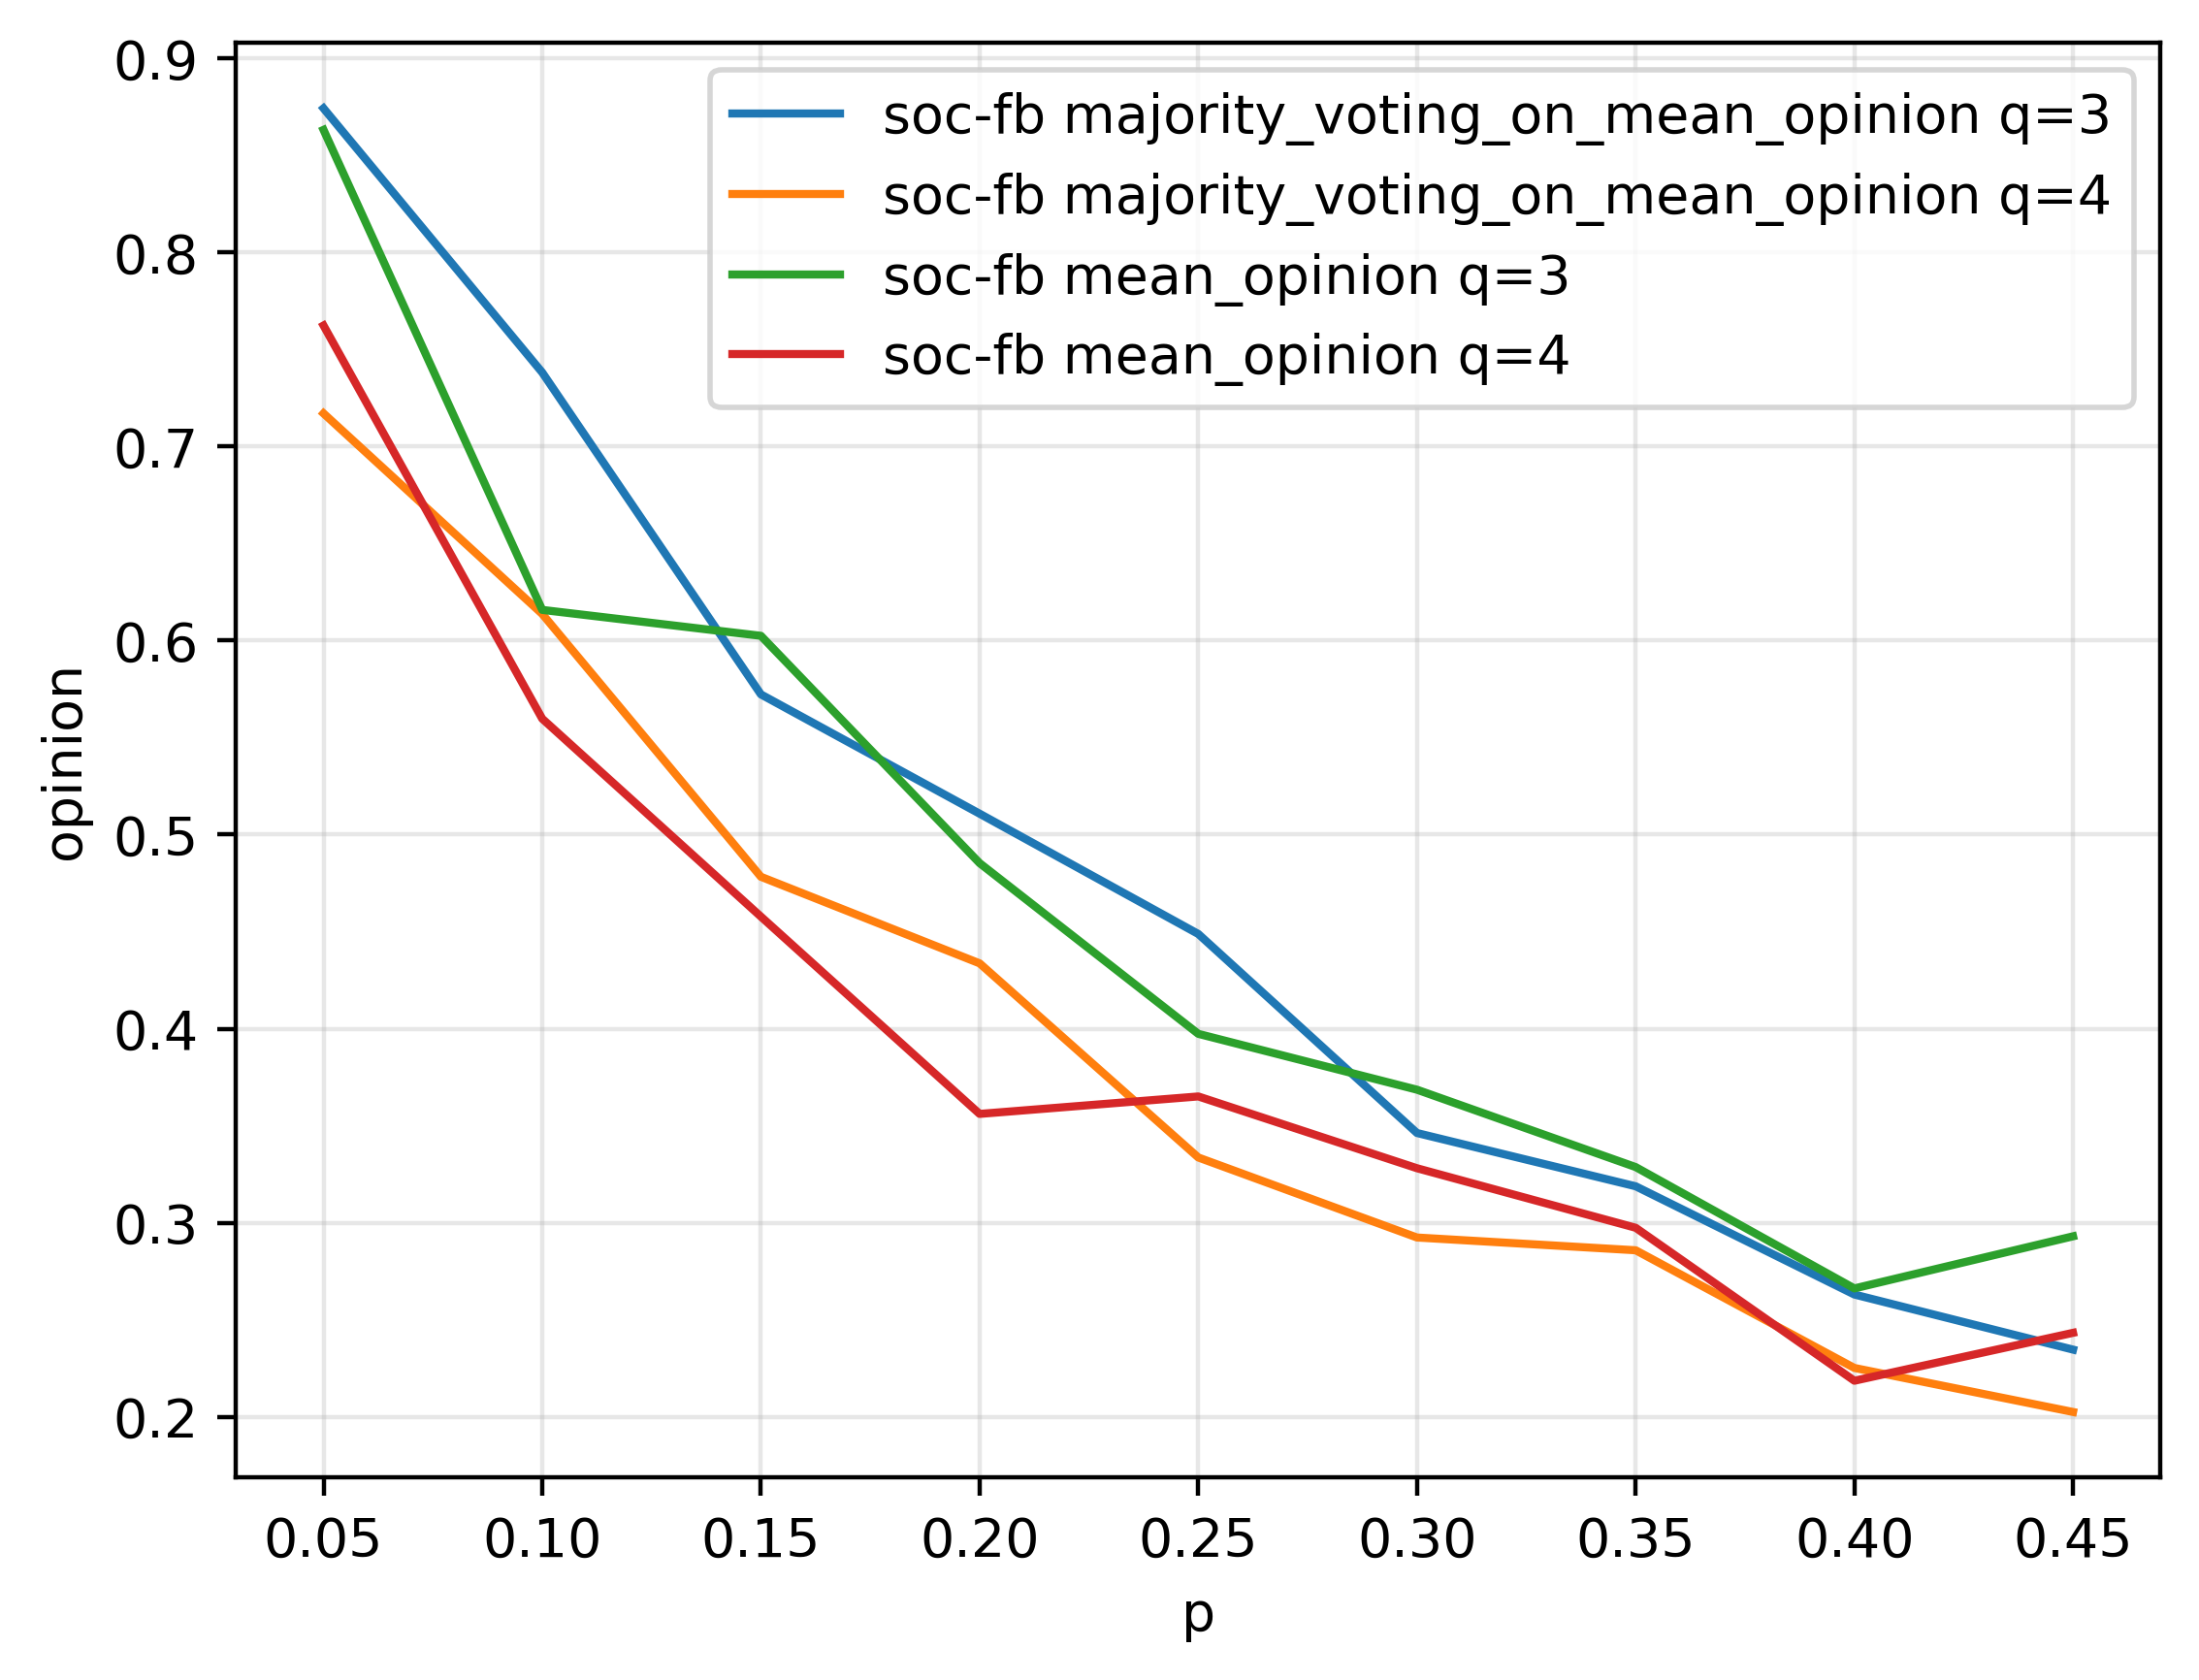 0.9
0.8
0.7
0.6
0.5
0.4
0.3
0.2
opinion
soc-fb majority_voting_on_mean_opinion q=3
soc-fb majority_voting_on_mean_opinion q=4
soc-fb mean_opinion q=3
soc-fb mean_opinion q=4
0.05 0.10 0.15 0.20 0.25 0.30 0.35 0.40 0.45
p